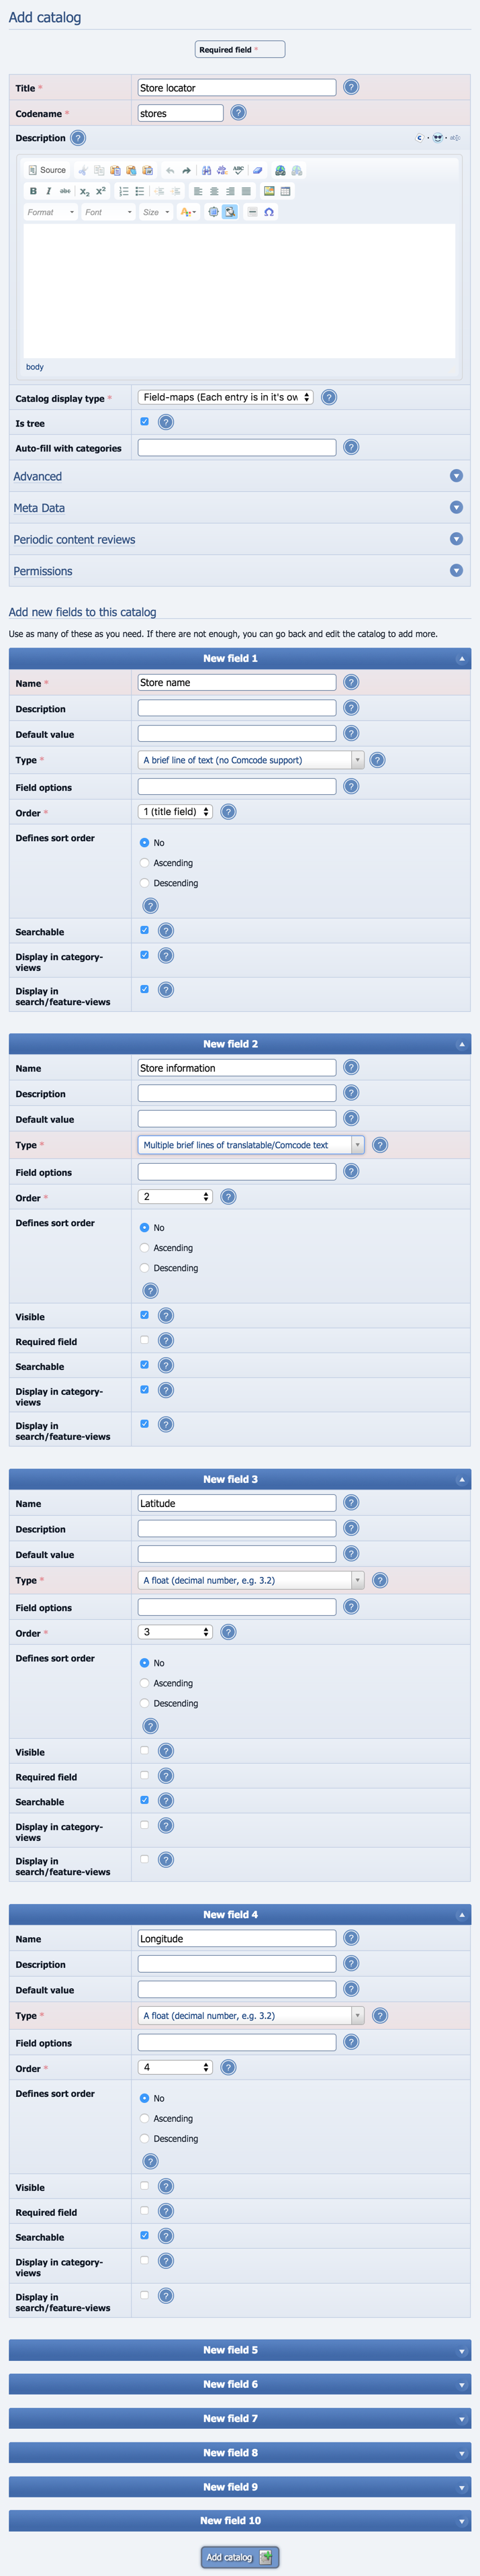 Add catalog
Required field *
Title *
Store locator
Codename *
stores
Description
Source
Format
Font
Size
body
Catalog display type *
Field-maps (Each entry is in it's ow
Is tree
Auto-fill with categories
Advanced
Meta Data
Periodic content reviews
Permissions
Add new fields to this catalog
Use as many of these as you need. If there are not enough, you can go back and edit the catalog to add more.
New field 1
Name *
Store name
Description
Default value
Type *
A brief line of text (no Comcode support)
Field options
Order *
1 (title field)
Defines sort order
No
Ascending
Descending
Searchable
Display in category-
views
Display in
search/feature-views
New field 2
Name
Store information
Description
Default value
Type *
Multiple brief lines of translatable/Comcode text
Field options
Order *
2
Defines sort order
No
Ascending
Descending
Visible
Required field
Searchable
Display in category-
views
Display in
search/feature-views
New field 3
Name
Latitude
Description
Default value
Type *
A float (decimal number, e.g. 3.2)
Field options
Order *
3
Defines sort order
No
Ascending
Descending
Visible
Required field
Searchable
Display in category-
views
Display in
search/feature-views
New field 4
Name
Longitude
Description
Default value
Type *
A float (decimal number, e.g. 3.2)
Field options
Order *
4
Defines sort order
No
Ascending
Descending
Visible
Required field
Searchable
Display in category-
views
Display in
search/feature-views
New field 5
New field 6
New field 7
New field 8
New field 9
New field 10
Add catalog